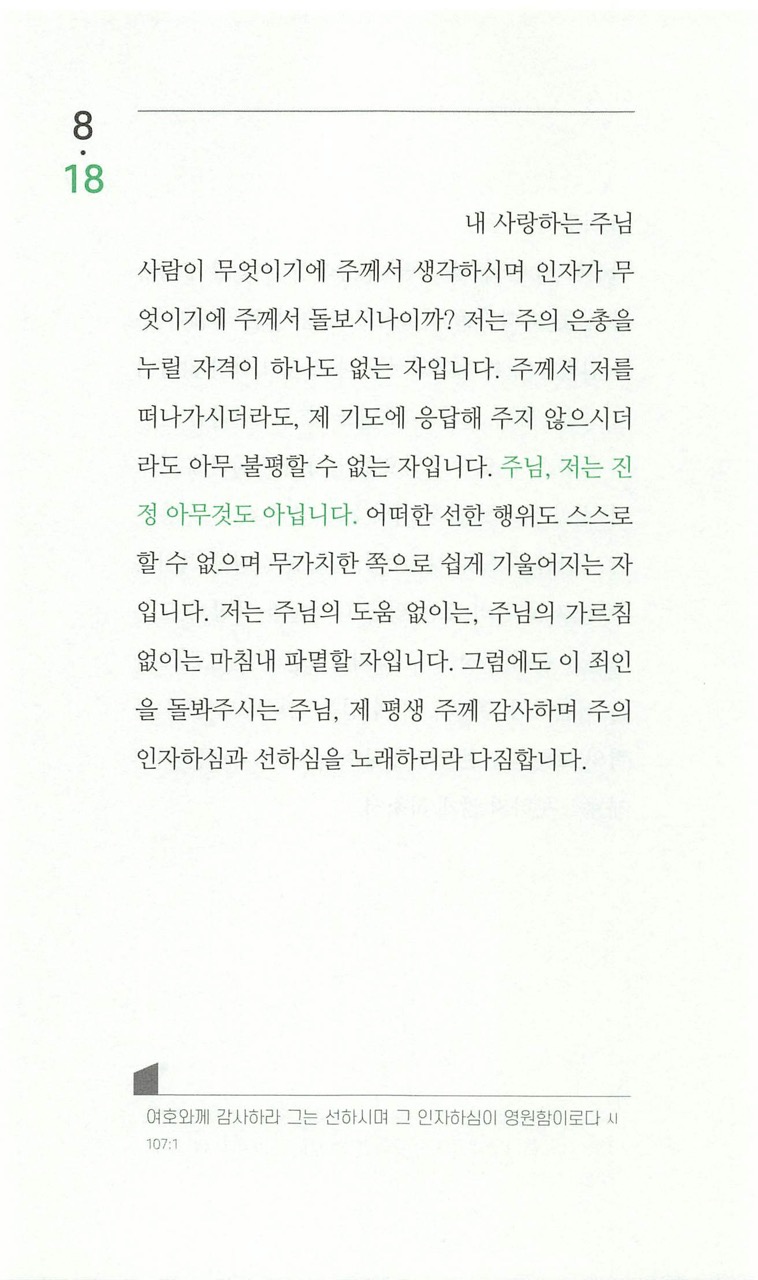 8
·
18
내 사랑하는 주님
사람이 무엇이기에 주께서 생각하시며 인자가 무
엇이기에 주께서 돌보시나이까? 저는 주의 은총을
누릴 자격이 하나도 없는 자입니다. 주께서 저를
떠나가시더라도, 제 기도에 응답해 주지 않으시더
라도 아무 불평할 수 없는 자입니다. 주님, 저는 진
정 아무것도 아닙니다. 어떠한 선한 행위도 스스로
할 수 없으며 무가치한 쪽으로 쉽게 기울어지는 자
입니다. 저는 주님의 도움 없이는, 주님의 가르침
없이는 마침내 파멸할 자입니다. 그럼에도 이 죄인
을 돌봐주시는 주님, 제 평생 주께 감사하며 주의
인자하심과 선하심을 노래하리라 다짐합니다.
여호와께 감사하라 그는 선하시며 그 인자하심이 영원함이로다 시
107:1